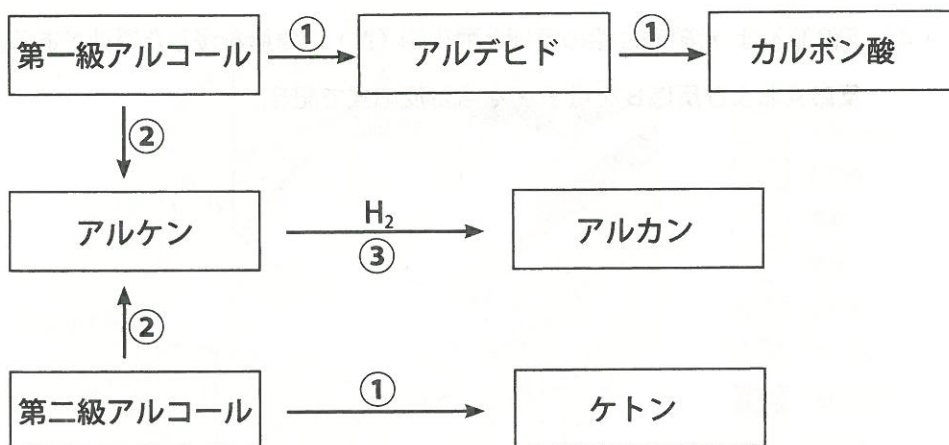 第一級アルコール
①
アルデヒド
①
カルボン酸
②
アルケン
H₂
③
アルカン
②
第二級アルコール
①
ケトン